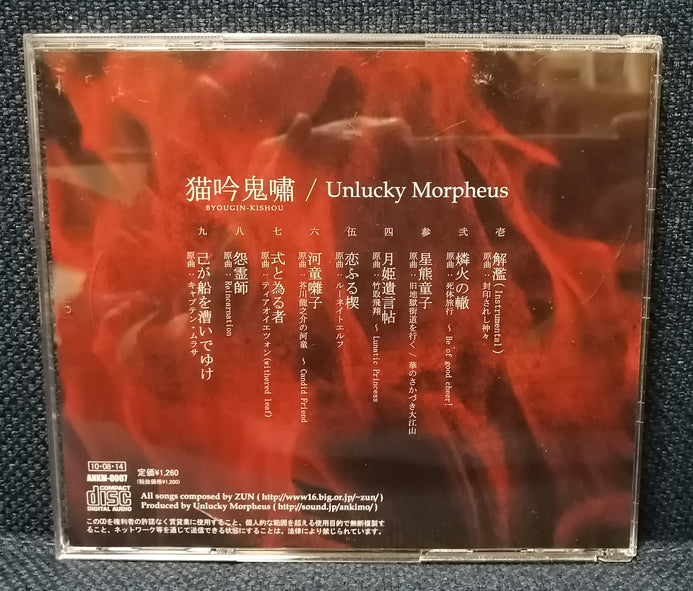 猫吟鬼嘯 / Unlucky Morpheus
BYOUGIN-KISHOU
壱
解濫(Instrumental)
原曲：封印されし神々
弐
燐火の轍
原曲：死体旅行 ～ Be of good cheer!
参
星熊童子
原曲：旧地獄街道を行く / 華のさかづき大江山
四
月姫遺言帖
原曲：竹取飛翔 ～ Lunatic Princess
伍
恋ふる楔
原曲：ルーネイトエルフ
六
河童囃子
原曲：芥川龍之介の河童 ～ Candid Friend
七
式と為る者
原曲：ティアオイエツォン(withered leaf)
八
怨霊師
原曲：Reincarnation
九
己が船を漕いでゆけ
原曲：キャプテン・ムラサ
10・08・14
ANKM-0007
COMPACT
disc
DIGITAL AUDIO
定価¥1,260
(税抜価格¥1,200)
All songs composed by ZUN ( http://www16.big.or.jp/~zun/ )
Produced by Unlucky Morpheus ( http://sound.jp/ankimo/ )
このCDを権利者の許諾なく賃貸業に使用すること、個人的な範囲を超える使用目的で無断複製す
ること、ネットワーク等を通じて送信できる状態にすることは、法律により禁じられています。